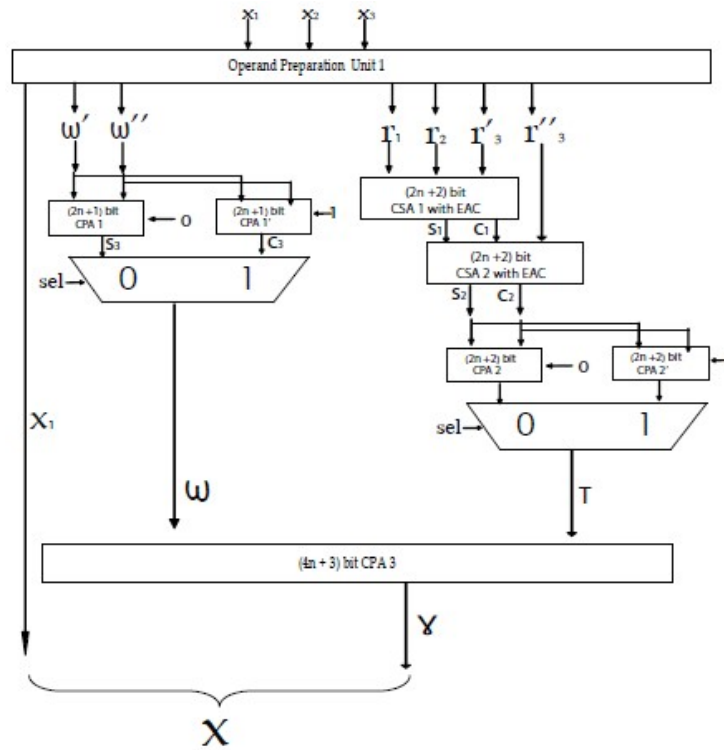 x₁ x₂ x₃
Operand Preparation Unit 1
ω′ ω″ r₁ r₂ r′₃ r″₃
(2n +1) bit
CPA 1
0
(2n +1) bit
CPA 1'
1
(2n +2) bit
CSA 1 with EAC
S₃ C₃
S₁ C₁
sel 0 1
(2n +2) bit
CSA 2 with EAC
S₂ C₂
(2n+2) bit
CPA 2
0
(2n+2) bit
CPA 2'
sel 0 1
X₁
ω T
(4n + 3) bit CPA 3
ɣ
X